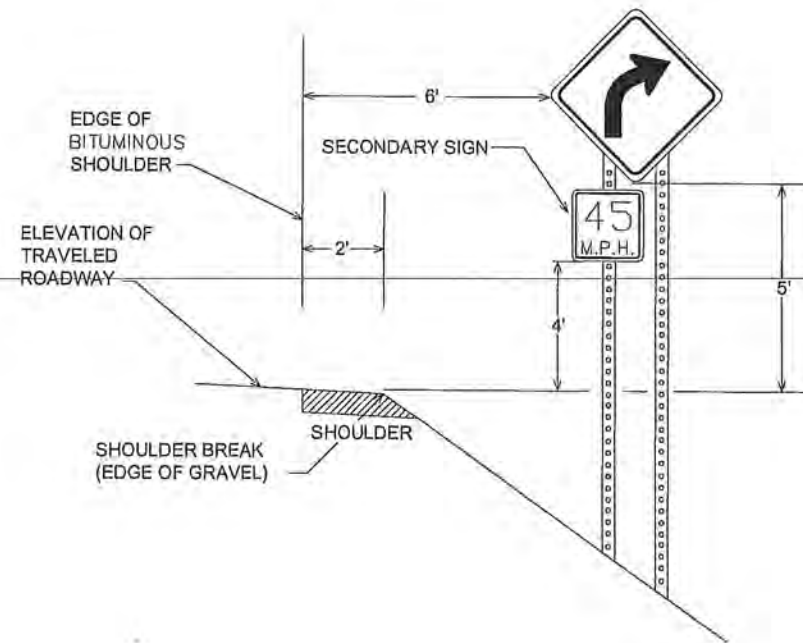 6'
EDGE OF
BITUMINOUS
SHOULDER
SECONDARY SIGN
45
M.P.H.
ELEVATION OF
TRAVELED
ROADWAY
2'
5'
4'
SHOULDER
SHOULDER BREAK
(EDGE OF GRAVEL)